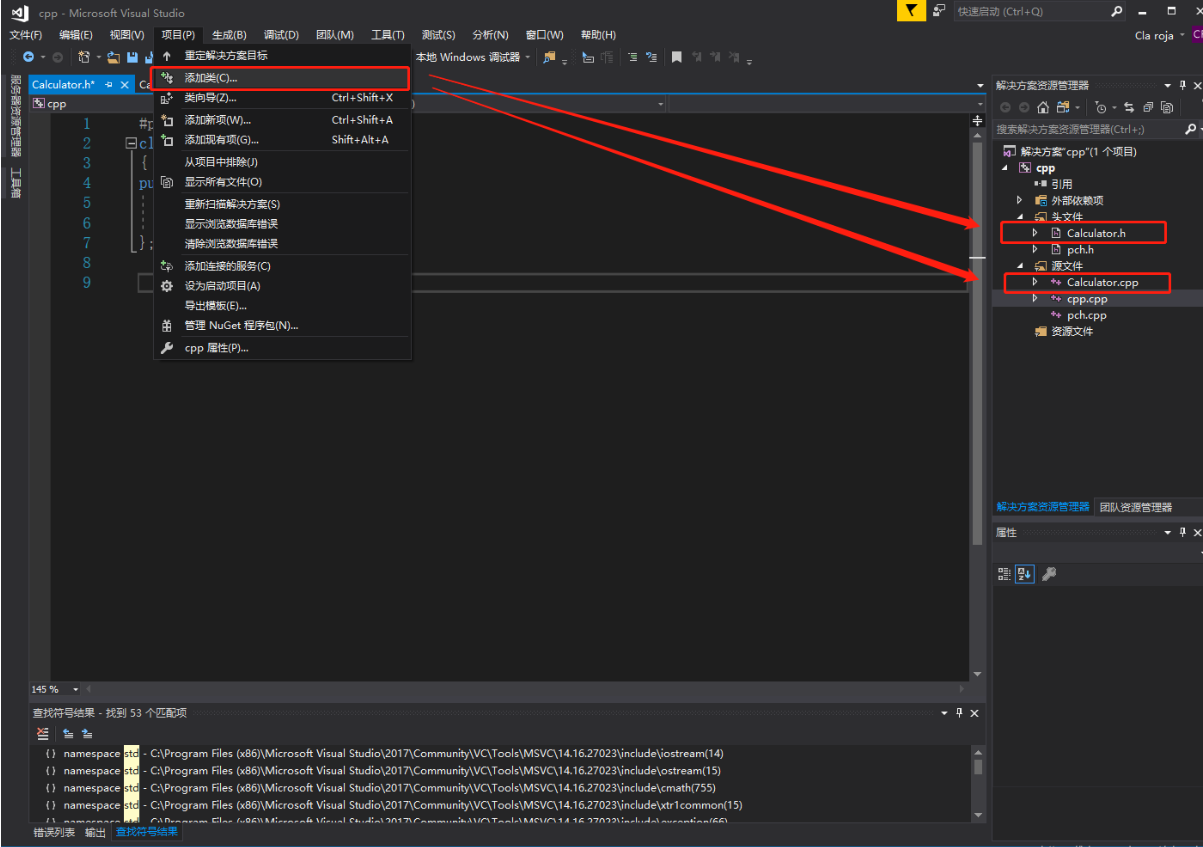 cpp - Microsoft Visual Studio
快速启动 (Ctrl+Q)
文件(F) 编辑(E) 视图(V) 项目(P) 生成(B) 调试(D) 团队(M) 工具(T) 测试(S) 分析(N) 窗口(W) 帮助(H)
Cla roja
重定解决方案目标
本地 Windows 调试器
添加类(C)...
类向导(Z)... Ctrl+Shift+X
添加新项(W)... Ctrl+Shift+A
添加现有项(G)... Shift+Alt+A
从项目中排除(J)
显示所有文件(O)
重新扫描解决方案(S)
显示浏览数据库错误
清除浏览数据库错误
添加连接的服务(C)
设为启动项目(A)
导出模板(E)...
管理 NuGet 程序包(N)...
cpp 属性(P)...
服务器资源管理器
工具箱
Calculator.h*
Ca
cpp
1 #p
2 cl
3 {
4 pu
5
6
7 };
8
9
145 %
解决方案资源管理器
搜索解决方案资源管理器(Ctrl+;)
解决方案"cpp"(1 个项目)
cpp
引用
外部依赖项
头文件
Calculator.h
pch.h
源文件
Calculator.cpp
cpp.cpp
pch.cpp
资源文件
解决方案资源管理器 团队资源管理器
属性
查找符号结果 - 找到 53 个匹配项
{} namespace std - C:\Program Files (x86)\Microsoft Visual Studio\2017\Community\VC\Tools\MSVC\14.16.27023\include\iostream(14)
{} namespace std - C:\Program Files (x86)\Microsoft Visual Studio\2017\Community\VC\Tools\MSVC\14.16.27023\include\ostream(15)
{} namespace std - C:\Program Files (x86)\Microsoft Visual Studio\2017\Community\VC\Tools\MSVC\14.16.27023\include\cmath(755)
{} namespace std - C:\Program Files (x86)\Microsoft Visual Studio\2017\Community\VC\Tools\MSVC\14.16.27023\include\xtr1common(15)
{} namespace std - C:\Program Files (x86)\Microsoft Visual Studio\2017\Community\VC\Tools\MSVC\14.16.27023\include\exception(66)
错误列表 输出 查找符号结果